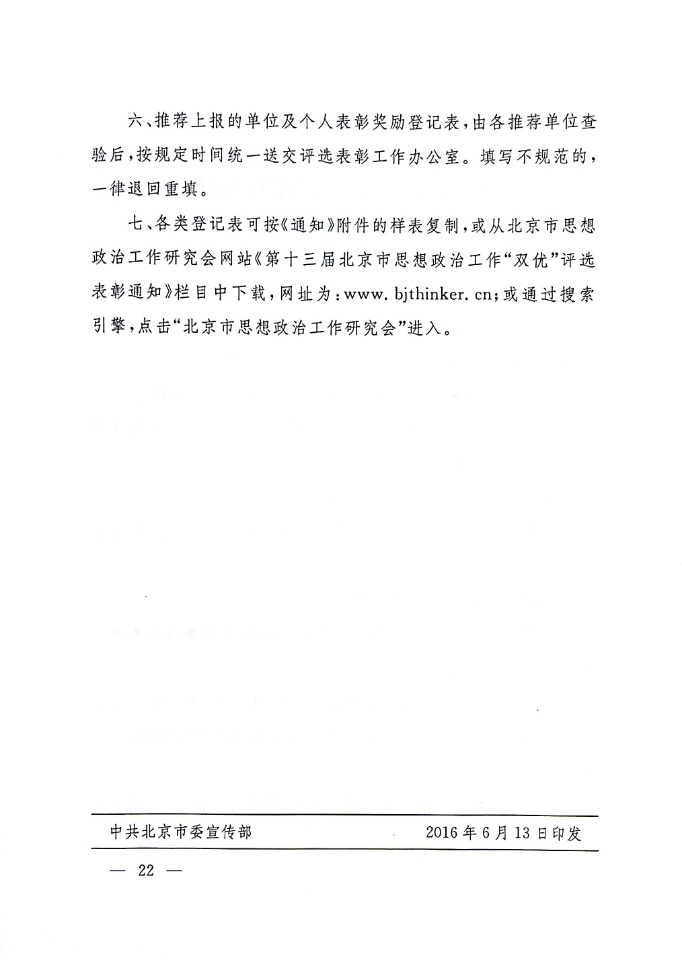 六、推荐上报的单位及个人表彰奖励登记表,由各推荐单位查
验后,按规定时间统一送交评选表彰工作办公室。填写不规范的,
一律退回重填。
七、各类登记表可按《通知》附件的样表复制,或从北京市思想
政治工作研究会网站《第十三届北京市思想政治工作“双优”评选
表彰通知》栏目中下载,网址为:www. bjthinker. cn;或通过搜索
引擎,点击“北京市思想政治工作研究会”进入。
中共北京市委宣传部 2016 年 6 月 13 日印发
— 22 —